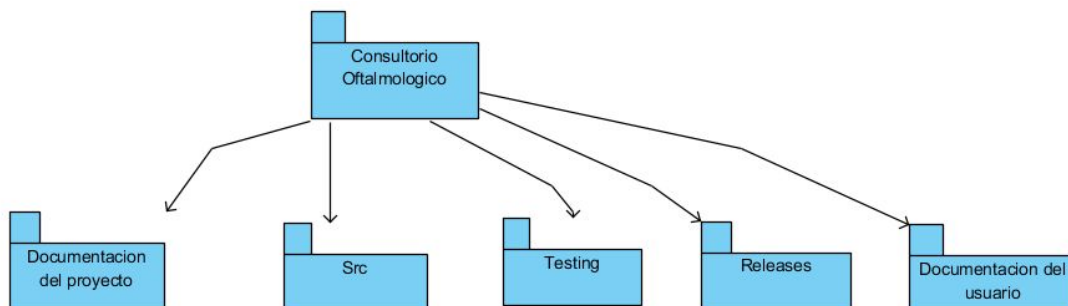 Consultorio
Oftalmologico
Documentacion
del proyecto
Src
Testing
Releases
Documentacion del
usuario